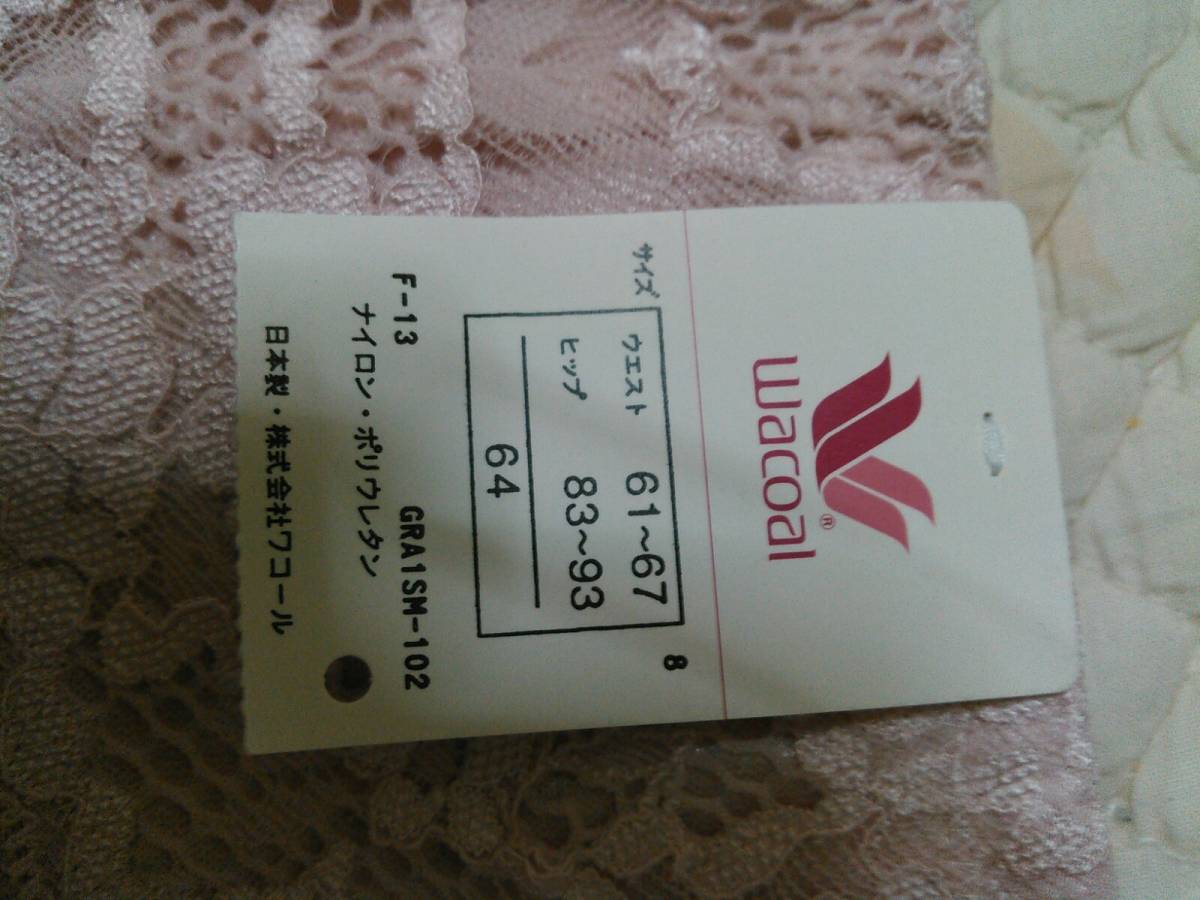 wacoal®
8
サイズ
ウエスト 61~67
ヒップ 83~93
64
F-13 GRA1SM-102
ナイロン・ポリウレタン
日本製・株式会社ワコール